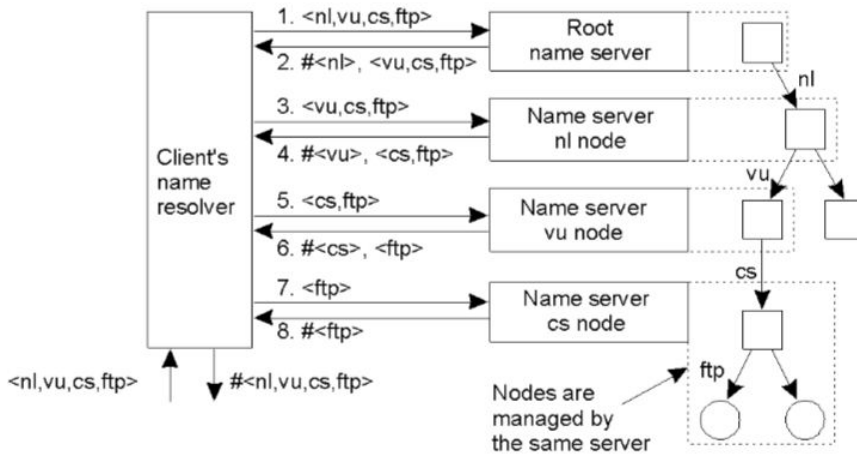 1. <nl,vu,cs,ftp>
2. #<nl>, <vu,cs,ftp>
Root
name server
nl
3. <vu,cs,ftp>
4. #<vu>, <cs,ftp>
Name server
nl node
Client's
name
resolver
vu
5. <cs,ftp>
6. #<cs>, <ftp>
Name server
vu node
cs
7. <ftp>
8. #<ftp>
Name server
cs node
<nl,vu,cs,ftp>
#<nl,vu,cs,ftp>
ftp
Nodes are
managed by
the same server